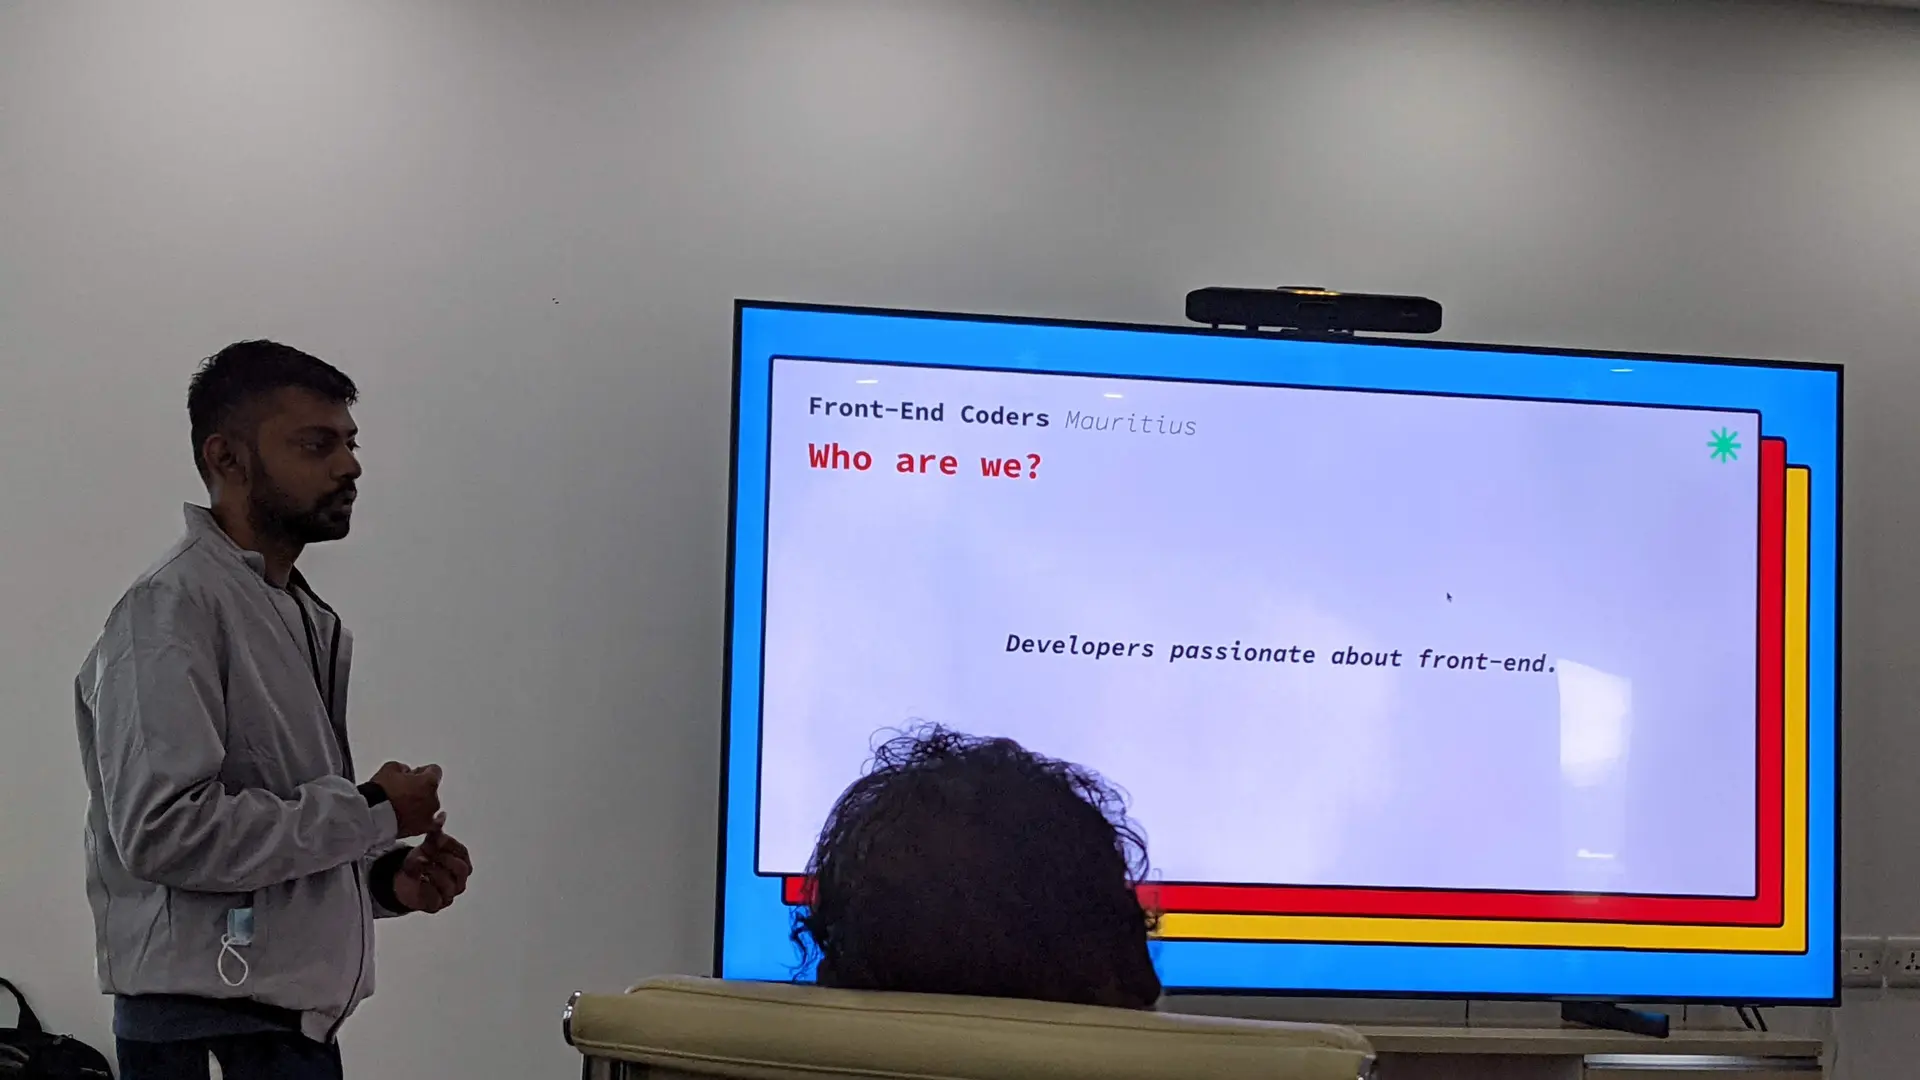 Front-End Coders Mauritius
Who are we?
Developers passionate about front-end.